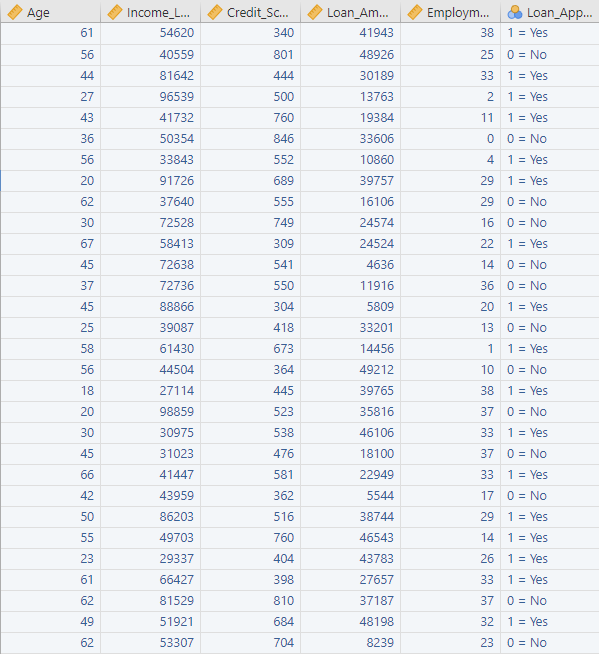 Age Income_L... Credit_Sc... Loan_Am... Employm... Loan_App...
61 54620 340 41943 38 1 = Yes
56 40559 801 48926 25 0 = No
44 81642 444 30189 33 1 = Yes
27 96539 500 13763 2 1 = Yes
43 41732 760 19384 11 1 = Yes
36 50354 846 33606 0 0 = No
56 33843 552 10860 4 1 = Yes
20 91726 689 39757 29 1 = Yes
62 37640 555 16106 29 0 = No
30 72528 749 24574 16 0 = No
67 58413 309 24524 22 1 = Yes
45 72638 541 4636 14 0 = No
37 72736 550 11916 36 0 = No
45 88866 304 5809 20 1 = Yes
25 39087 418 33201 13 0 = No
58 61430 673 14456 1 1 = Yes
56 44504 364 49212 10 0 = No
18 27114 445 39765 38 1 = Yes
20 98859 523 35816 37 0 = No
30 30975 538 46106 33 1 = Yes
45 31023 476 18100 37 0 = No
66 41447 581 22949 33 1 = Yes
42 43959 362 5544 17 0 = No
50 86203 516 38744 29 1 = Yes
55 49703 760 46543 14 1 = Yes
23 29337 404 43783 26 1 = Yes
61 66427 398 27657 33 1 = Yes
62 81529 810 37187 37 0 = No
49 51921 684 48198 32 1 = Yes
62 53307 704 8239 23 0 = No